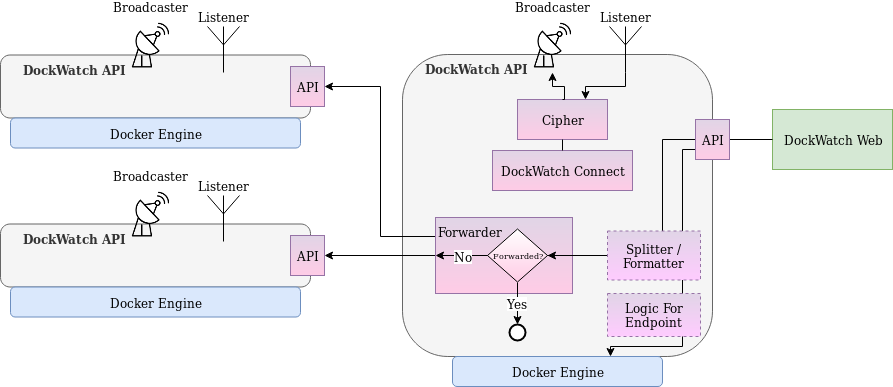 Broadcaster
Listener
DockWatch API
API
Docker Engine
Broadcaster
Listener
DockWatch API
API
Docker Engine
Broadcaster
Listener
DockWatch API
Cipher
DockWatch Connect
API
DockWatch Web
Forwarder
Forwarded?
No
Yes
Splitter /
Formatter
Logic For
Endpoint
Docker Engine